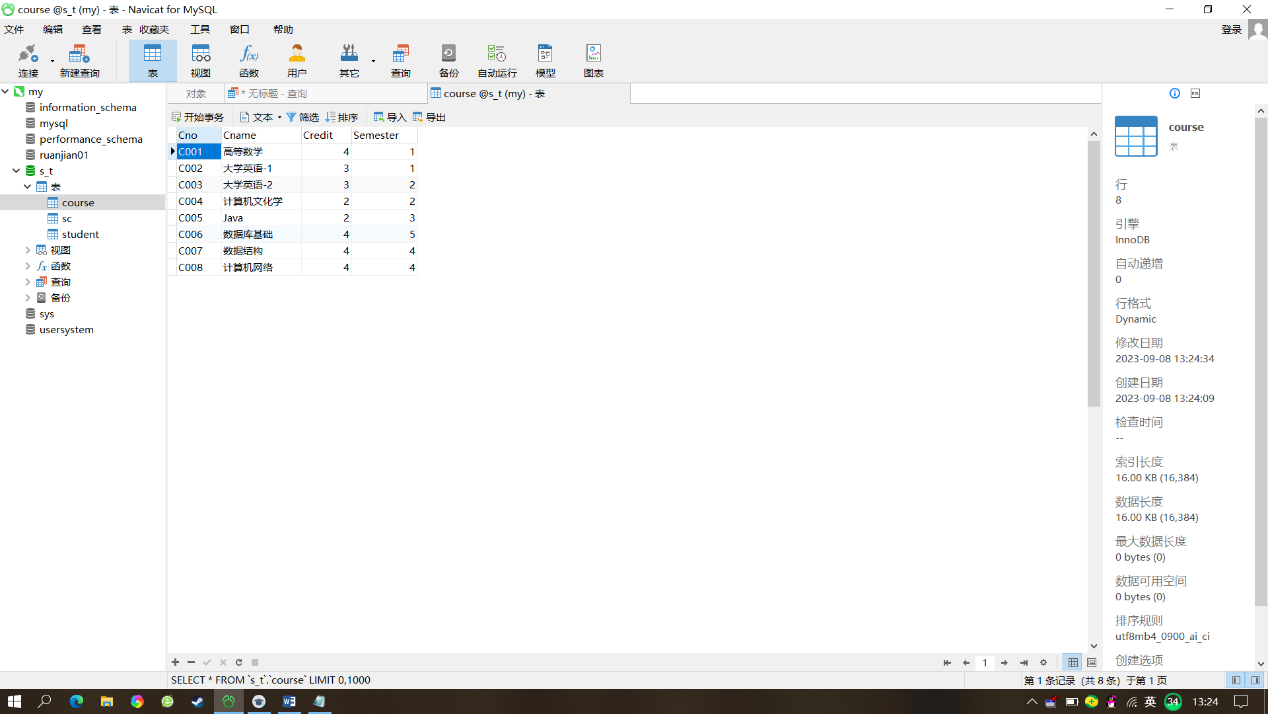 course @s_t (my) - 表 - Navicat for MySQL
文件 编辑 查看 表 收藏夹 工具 窗口 帮助 登录
连接 新建查询 表 视图 函数 用户 其它 查询 备份 自动运行 模型 图表
my
information_schema
mysql
performance_schema
ruanjian01
s_t
表
course
sc
student
视图
函数
查询
备份
sys
usersystem
对象 * 无标题 - 查询 course @s_t (my) - 表
开始事务 文本 筛选 排序 导入 导出
Cno Cname Credit Semester
C001 高等数学 4 1
C002 大学英语-1 3 1
C003 大学英语-2 3 2
C004 计算机文化学 2 2
C005 Java 2 3
C006 数据库基础 4 5
C007 数据结构 4 4
C008 计算机网络 4 4
1
SELECT * FROM `s_t`.`course` LIMIT 0,1000
第 1 条记录 (共 8 条) 于第 1 页
course
表
行
8
引擎
InnoDB
自动递增
0
行格式
Dynamic
修改日期
2023-09-08 13:24:34
创建日期
2023-09-08 13:24:09
检查时间
--
索引长度
16.00 KB (16,384)
数据长度
16.00 KB (16,384)
最大数据长度
0 bytes (0)
数据可用空间
0 bytes (0)
排序规则
utf8mb4_0900_ai_ci
创建选项
英 34 13:24